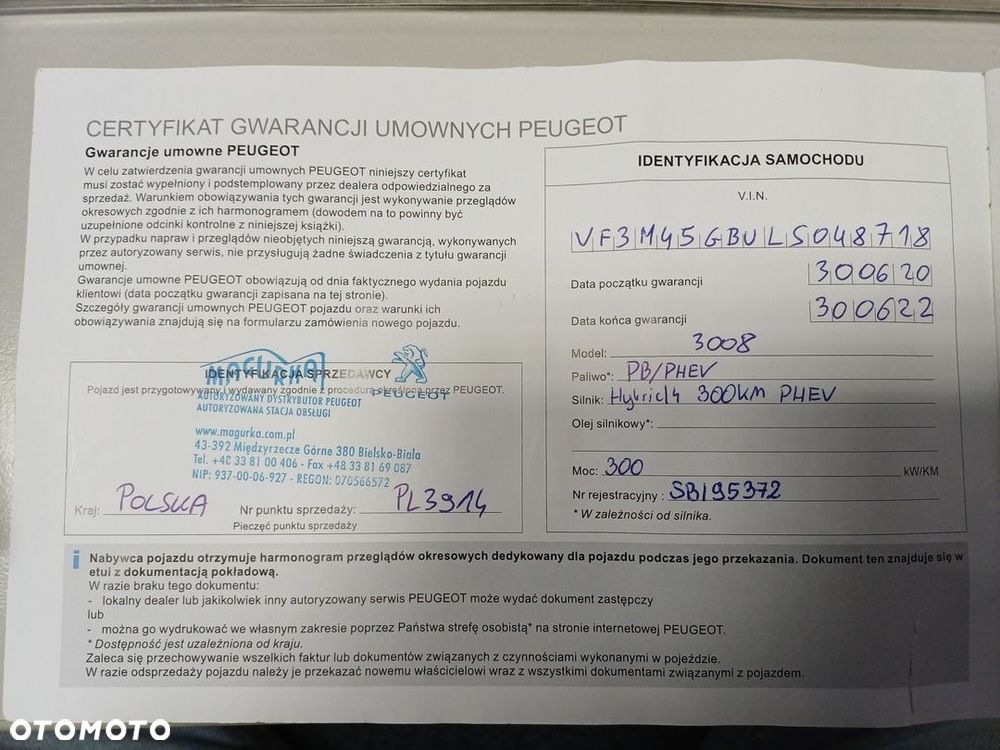 CERTYFIKAT GWARANCJI UMOWNYCH PEUGEOT
Gwarancje umowne PEUGEOT
W celu zatwierdzenia gwarancji umownych PEUGEOT niniejszy certyfikat
musi zostać wypełniony i podstemplowany przez dealera odpowiedzialnego za
sprzedaż. Warunkiem obowiązywania tych gwarancji jest wykonywanie przeglądów
okresowych zgodnie z ich harmonogramem (dowodem na to powinny być
uzupełnione odcinki kontrolne z niniejszej książki).
W przypadku napraw i przeglądów nieobjętych niniejszą gwarancją, wykonywanych
przez autoryzowany serwis, nie przysługują żadne świadczenia z tytułu gwarancji
umownej.
Gwarancje umowne PEUGEOT obowiązują od dnia faktycznego wydania pojazdu
klientowi (data początku gwarancji zapisana na tej stronie).
Szczegóły gwarancji umownych PEUGEOT pojazdu oraz warunki ich
obowiązywania znajdują się na formularzu zamówienia nowego pojazdu.
IDENTYFIKACJA SPRZEDAWCY
Pojazd jest przygotowywany i wydawany zgodnie z procedurą określoną przez PEUGEOT.
MAGURKA
PEUGEOT
AUTORYZOWANY DYSTRYBUTOR PEUGEOT
AUTORYZOWANA STACJA OBSŁUGI
www.magurka.com.pl
43-392 Międzyrzecze Górne 380 Bielsko-Biała
Tel. +48 33 81 00 406 - Fax +48 33 81 69 087
NIP: 937-00-06-927 - REGON: 070566572
Kraj: POLSKA Nr punktu sprzedaży: PL3914
Pieczęć punktu sprzedaży
IDENTYFIKACJA SAMOCHODU
V.I.N.
VF3M45GBULS048718
Data początku gwarancji 300620
Data końca gwarancji 300622
Model: 3008
Paliwo*: PB/PHEV
Silnik: Hybrid4 300KM PHEV
Olej silnikowy*:
Moc: 300 kW/KM
Nr rejestracyjny : SBI95372
* W zależności od silnika.
i Nabywca pojazdu otrzymuje harmonogram przeglądów okresowych dedykowany dla pojazdu podczas jego przekazania. Dokument ten znajduje się w
etui z dokumentacją pokładową.
W razie braku tego dokumentu:
- lokalny dealer lub jakikolwiek inny autoryzowany serwis PEUGEOT może wydać dokument zastępczy
lub
- można go wydrukować we własnym zakresie poprzez Państwa strefę osobistą* na stronie internetowej PEUGEOT.
* Dostępność jest uzależniona od kraju.
Zaleca się przechowywanie wszelkich faktur lub dokumentów związanych z czynnościami wykonanymi w pojeździe.
W razie odsprzedaży pojazdu należy je przekazać nowemu właścicielowi wraz z wszystkimi dokumentami związanymi z pojazdem.
OTOMOTO